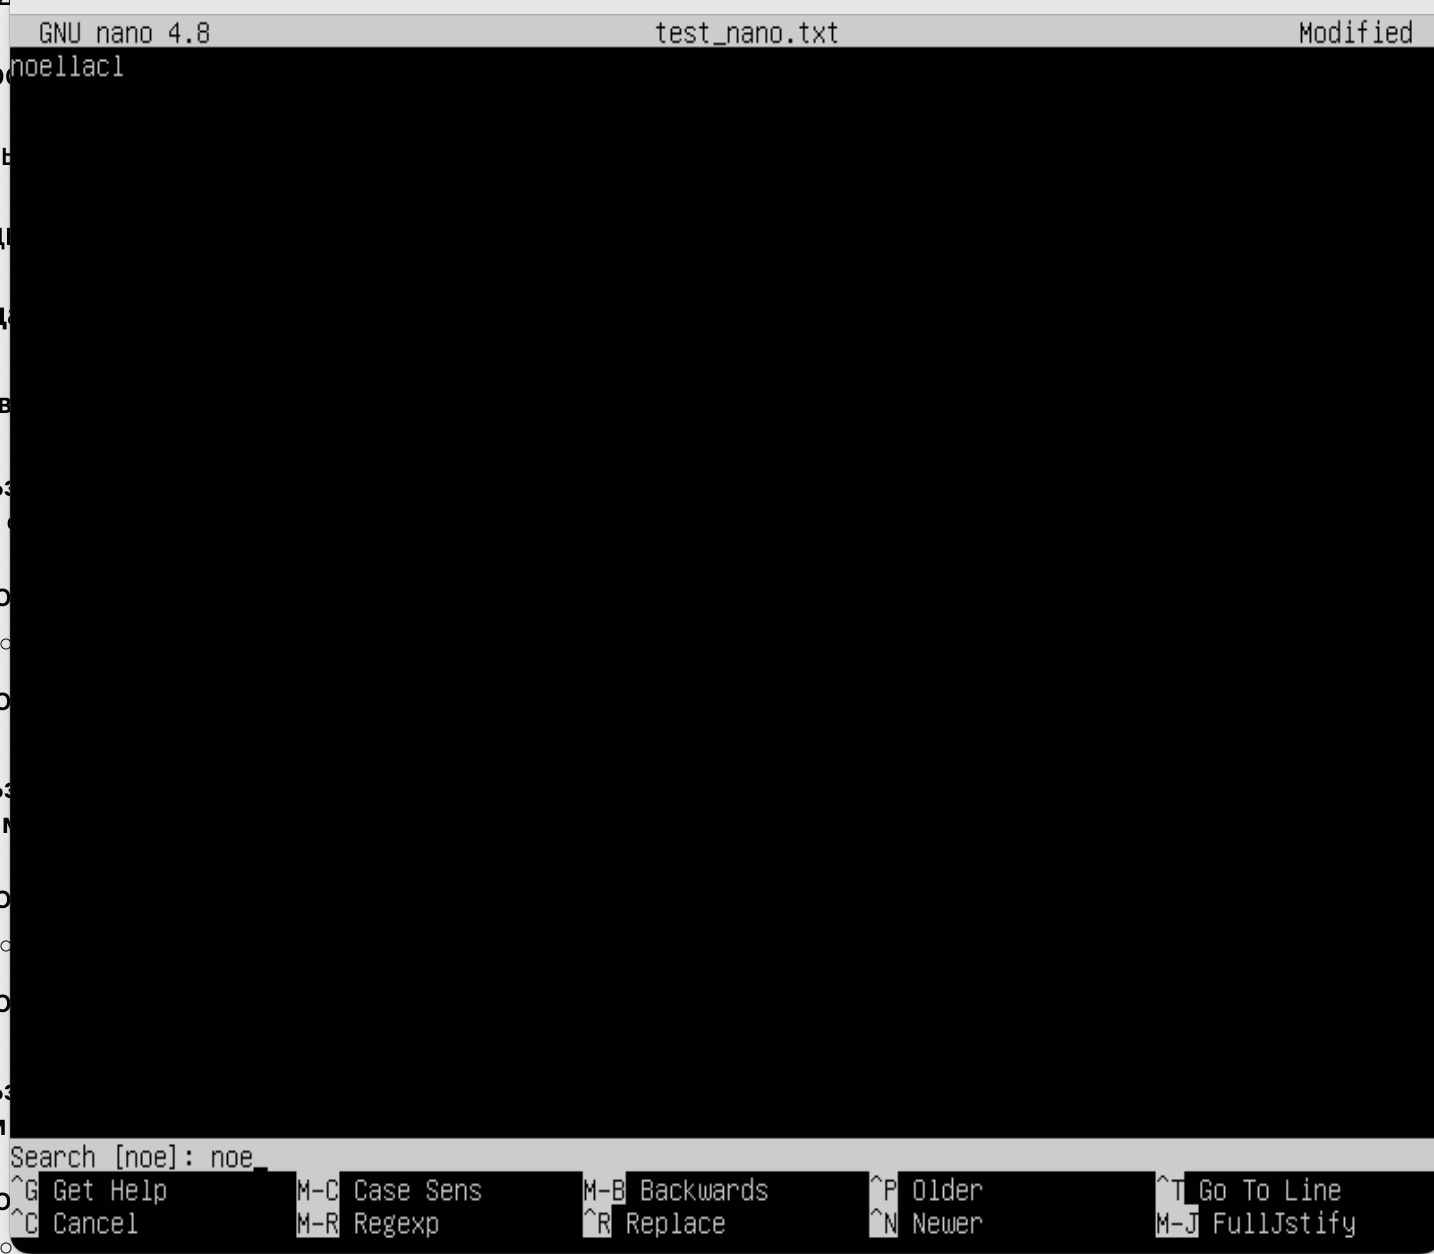 GNU nano 4.8 test_nano.txt Modified
noellacl
Search [noe]: noe
^G Get Help M-C Case Sens M-B Backwards ^P Older ^T Go To Line
^C Cancel M-R Regexp ^R Replace ^N Newer M-J FullJstify